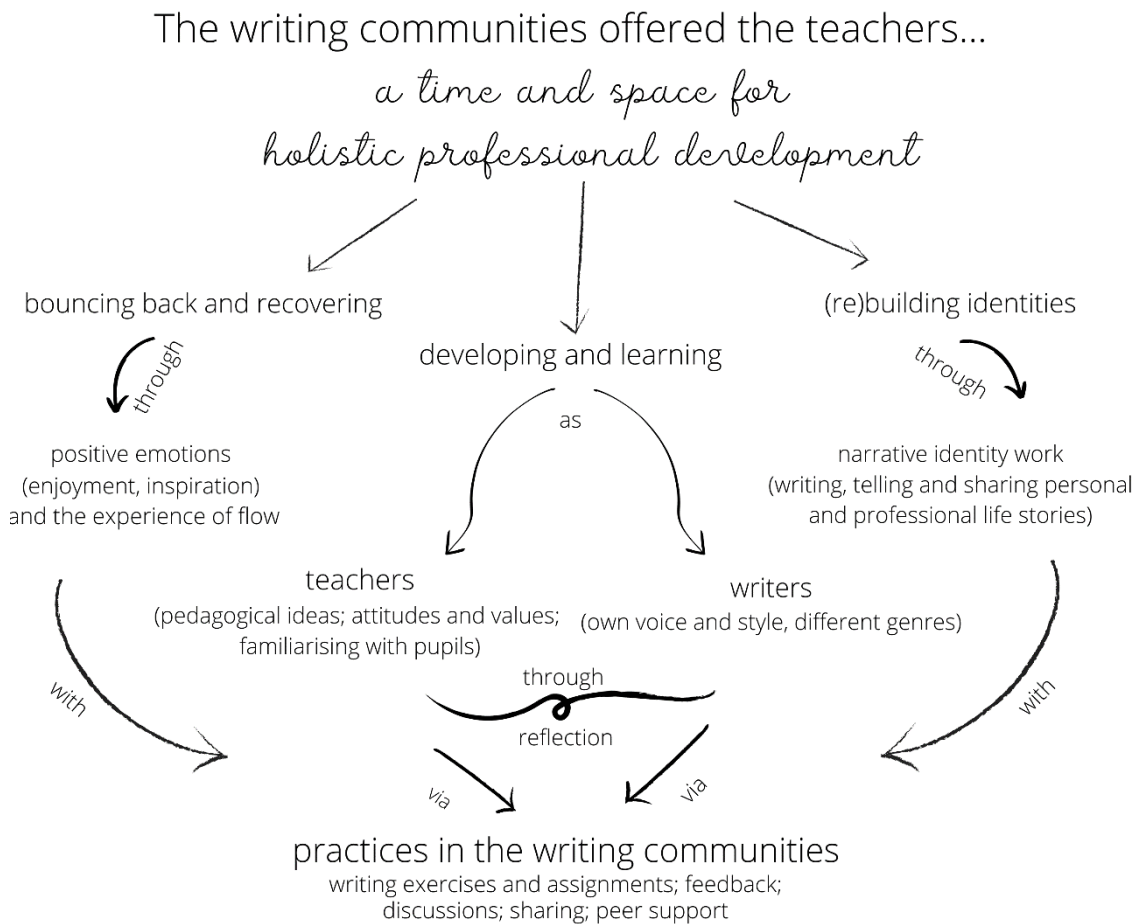 The writing communities offered the teachers...
a time and space for
holistic professional development
bouncing back and recovering
(re)building identities
developing and learning
through
through
as
positive emotions
(enjoyment, inspiration)
and the experience of flow
narrative identity work
(writing, telling and sharing personal
and professional life stories)
teachers
(pedagogical ideas; attitudes and values;
familiarising with pupils)
writers
(own voice and style, different genres)
through
reflection
with
with
via
via
practices in the writing communities
writing exercises and assignments; feedback;
discussions; sharing; peer support